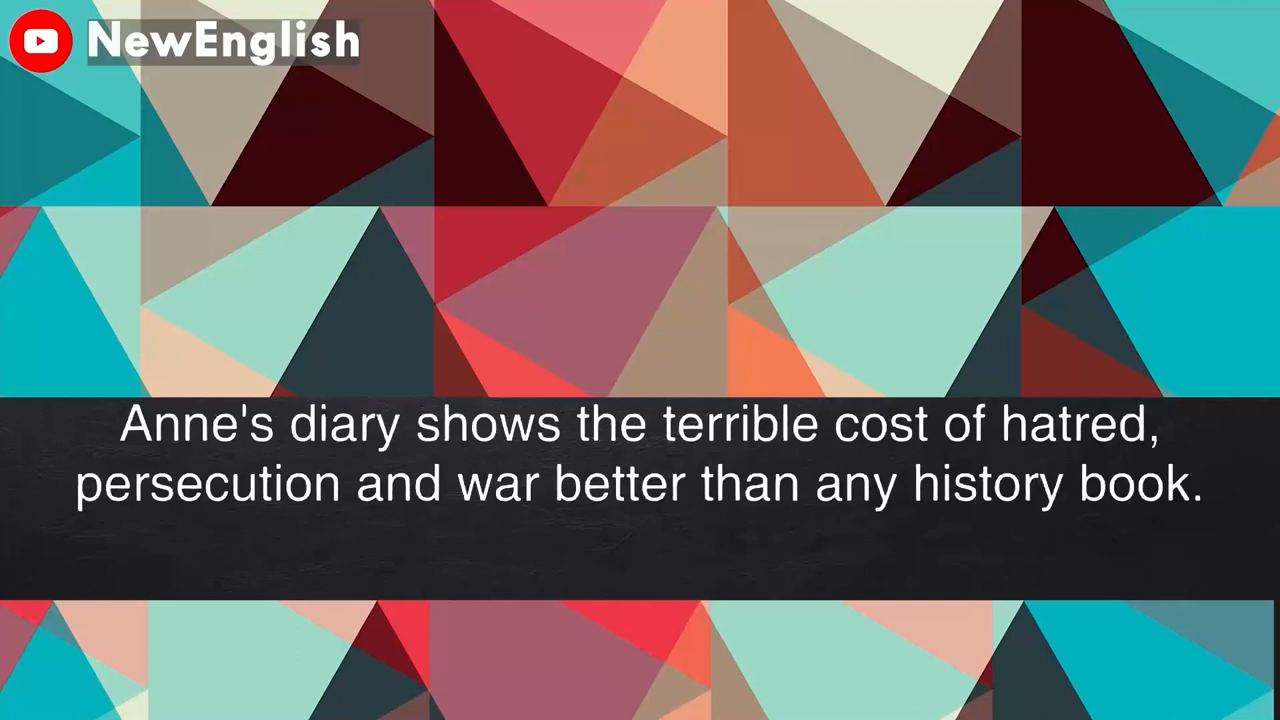 NewEnglish
Anne's diary shows the terrible cost of hatred,
persecution and war better than any history book.